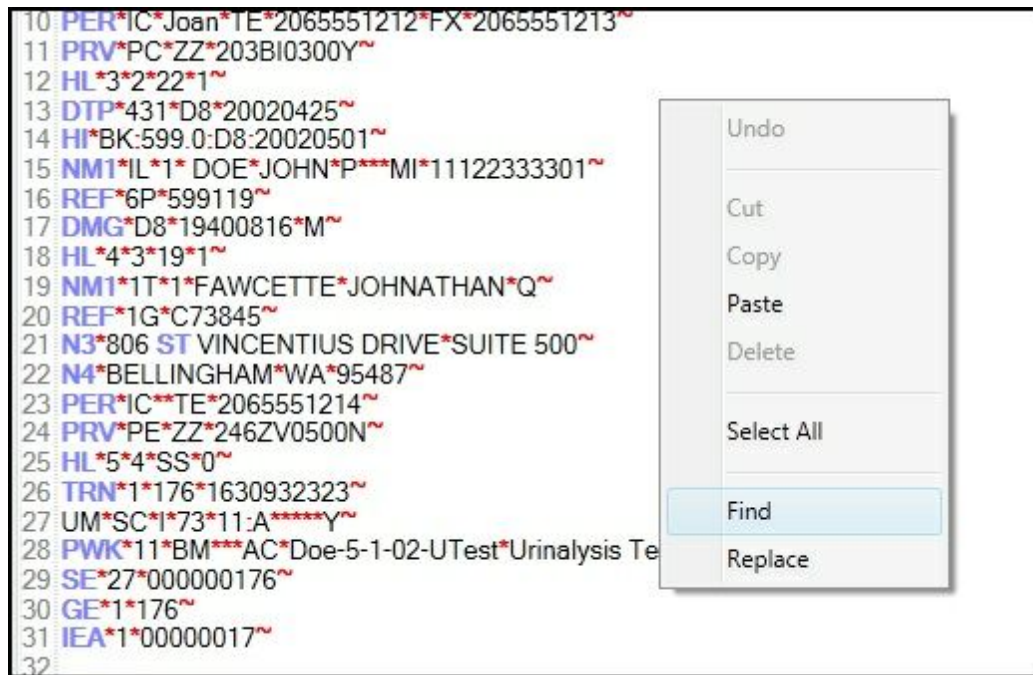 10 PER*IC*Joan*TE*2065551212*FX*2065551213~
11 PRV*PC*ZZ*203BI0300Y~
12 HL*3*2*22*1~
13 DTP*431*D8*20020425~
14 HI*BK:599.0:D8:20020501~
15 NM1*IL*1* DOE*JOHN*P***MI*11122333301~
16 REF*6P*599119~
17 DMG*D8*19400816*M~
18 HL*4*3*19*1~
19 NM1*1T*1*FAWCETTE*JOHNATHAN*Q~
20 REF*1G*C73845~
21 N3*806 ST VINCENTIUS DRIVE*SUITE 500~
22 N4*BELLINGHAM*WA*95487~
23 PER*IC**TE*2065551214~
24 PRV*PE*ZZ*246ZV0500N~
25 HL*5*4*SS*0~
26 TRN*1*176*1630932323~
27 UM*SC*I*73*11:A*****Y~
28 PWK*11*BM***AC*Doe-5-1-02-UTest*Urinalysis Te
29 SE*27*000000176~
30 GE*1*176~
31 IEA*1*00000017~
32
Undo
Cut
Copy
Paste
Delete
Select All
Find
Replace